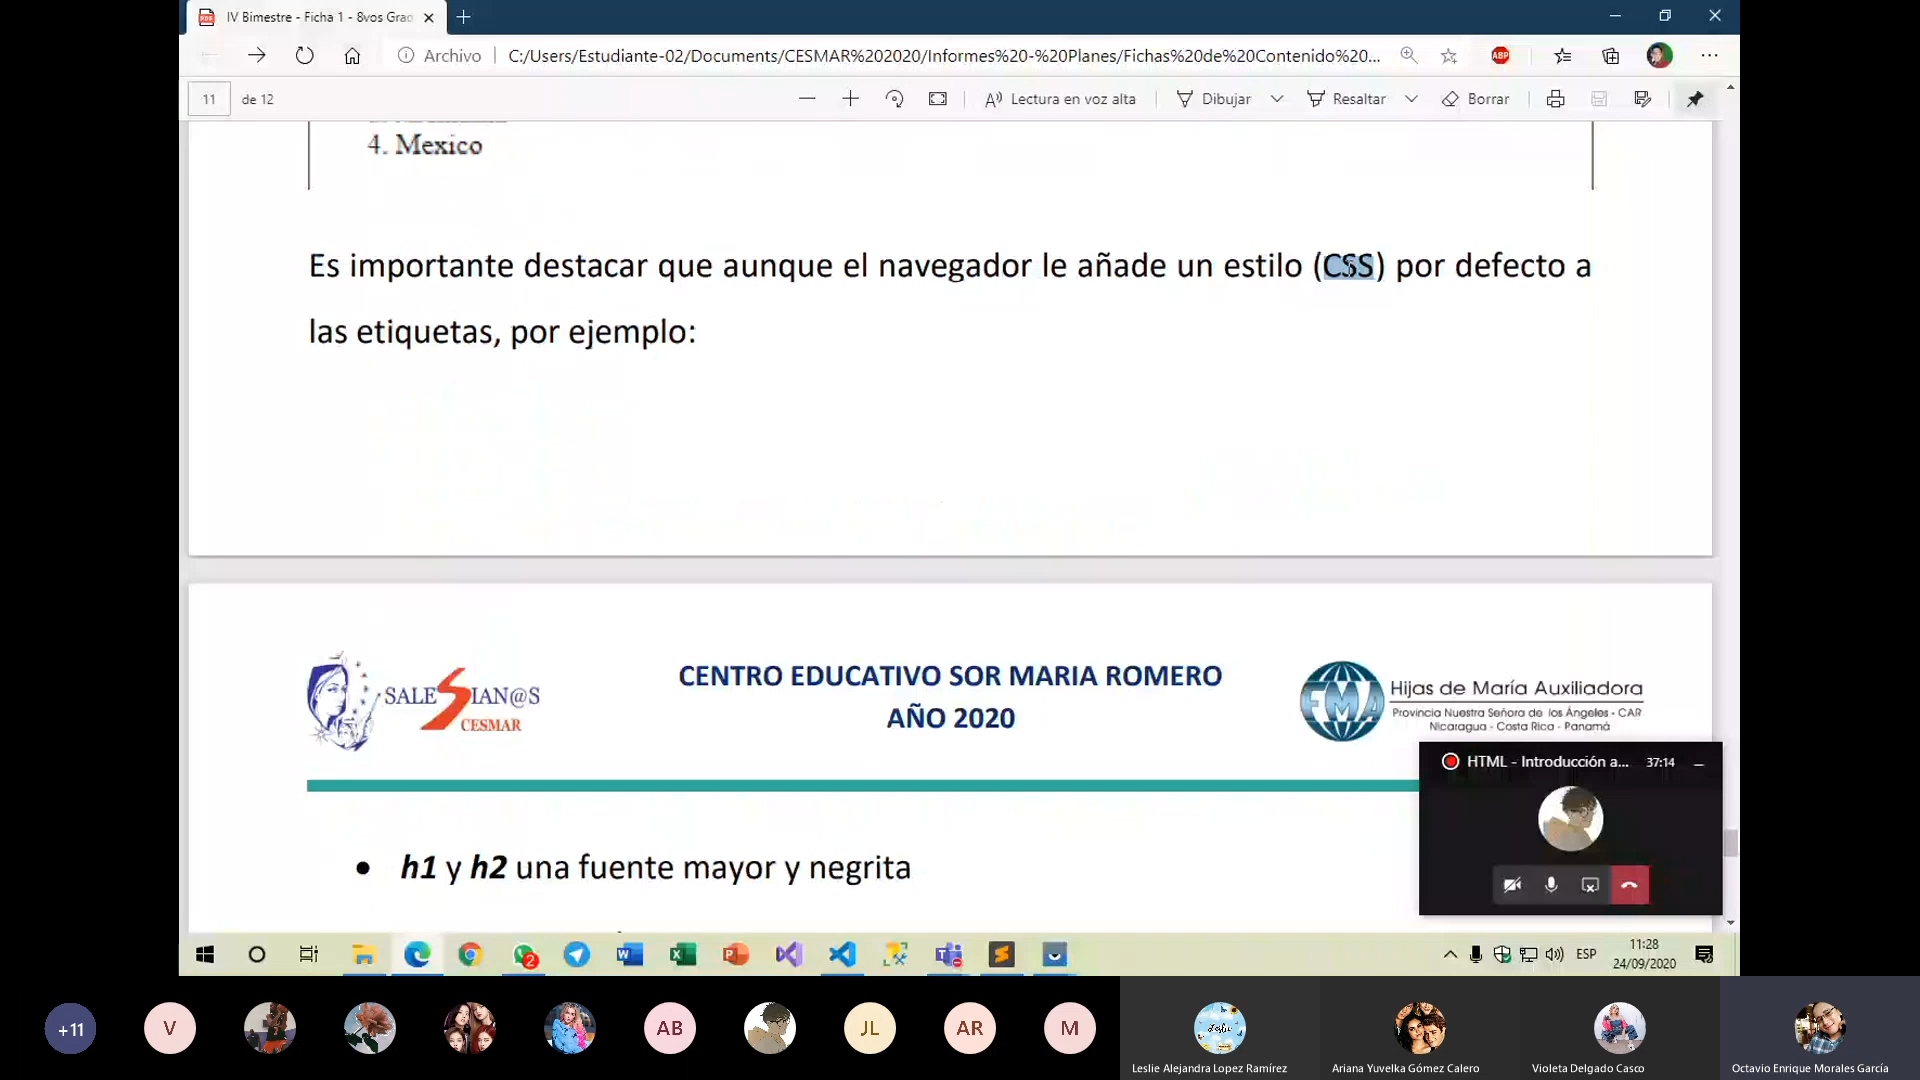 IV Bimestre - Ficha 1 - 8vos Grad
Archivo
C:/Users/Estudiante-02/Documents/CESMAR%202020/Informes%20-%20Planes/Fichas%20de%20Contenido%20...
ABP
11 de 12
Lectura en voz alta
Dibujar
Resaltar
Borrar
4. Mexico
Es importante destacar que aunque el navegador le añade un estilo (CSS) por defecto a
las etiquetas, por ejemplo:
SALESIAN@S
CESMAR
CENTRO EDUCATIVO SOR MARIA ROMERO
AÑO 2020
FMA
Hijas de María Auxiliadora
Provincia Nuestra Señora de los Ángeles - CAR
Nicaragua - Costa Rica - Panamá
HTML - Introducción a... 37:14
• h1 y h2 una fuente mayor y negrita
2
ESP
11:28
24/09/2020
+11
V
AB
JL
AR
M
Leslie
Leslie Alejandra Lopez Ramírez
Ariana Yuvelka Gómez Calero
Violeta Delgado Casco
Octavio Enrique Morales García